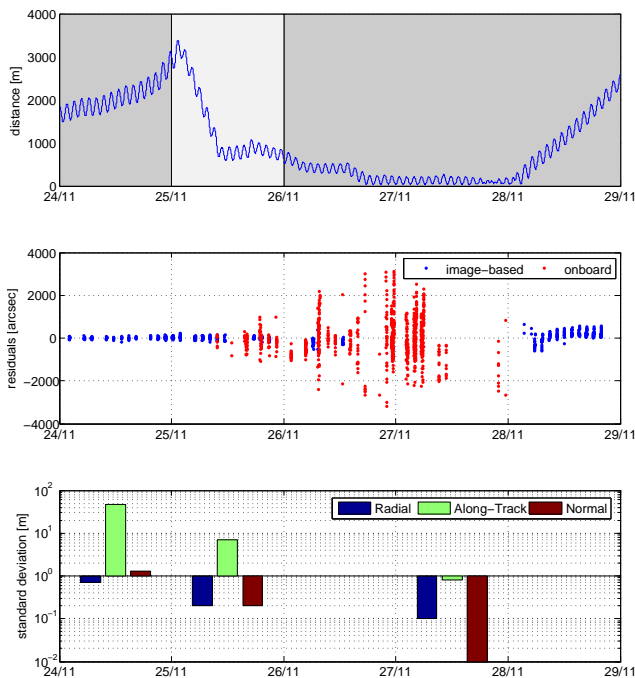 4000
3000
2000
1000
0
distance [m]
24/11 25/11 26/11 27/11 28/11 29/11
4000
2000
0
−2000
−4000
residuals [arcsec]
image−based onboard
24/11 25/11 26/11 27/11 28/11 29/11
10^2
10^1
10^0
10^−1
10^−2
standard deviation [m]
Radial Along−Track Normal
24/11 25/11 26/11 27/11 28/11 29/11